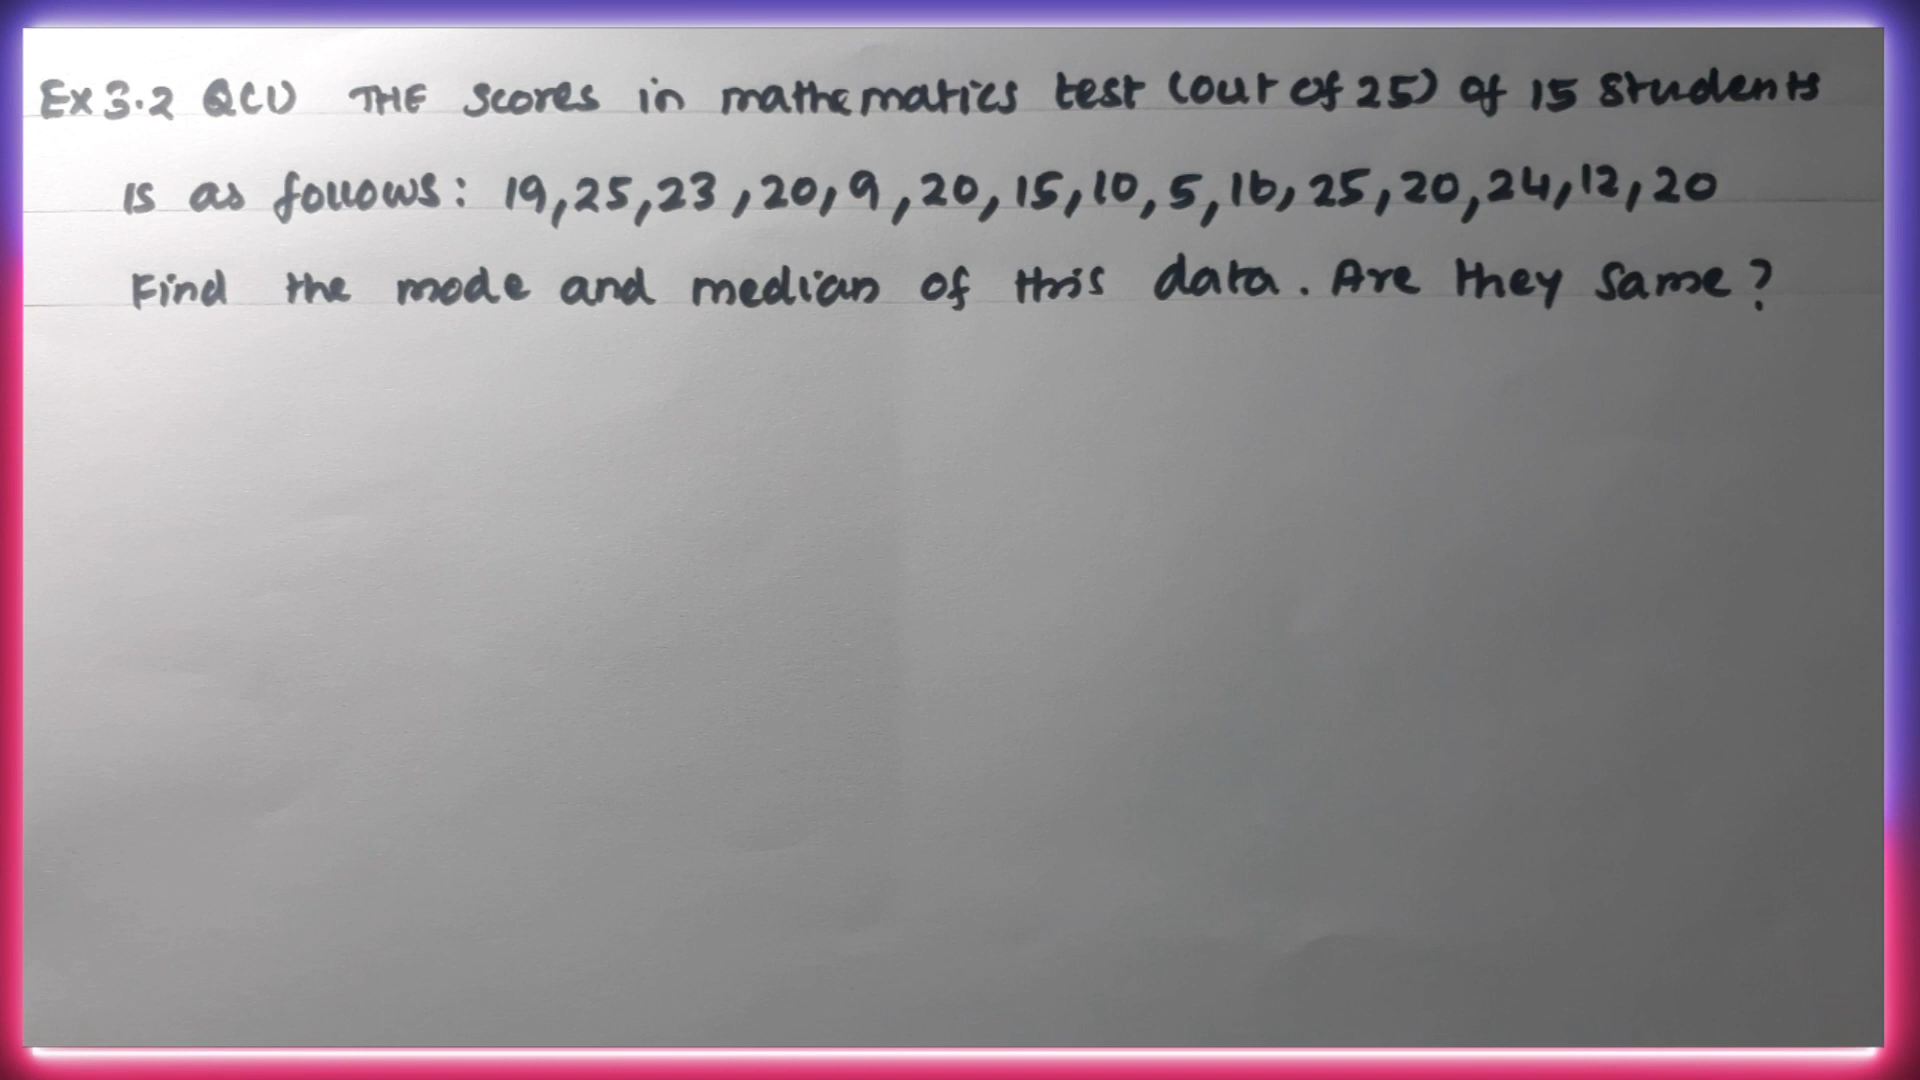 Ex 3.2 Q(1) THE scores in mathematics test (out of 25) of 15 students
is as follows: 19,25,23,20,9,20,15,10,5,16,25,20,24,12,20
Find the mode and median of this data. Are they same?